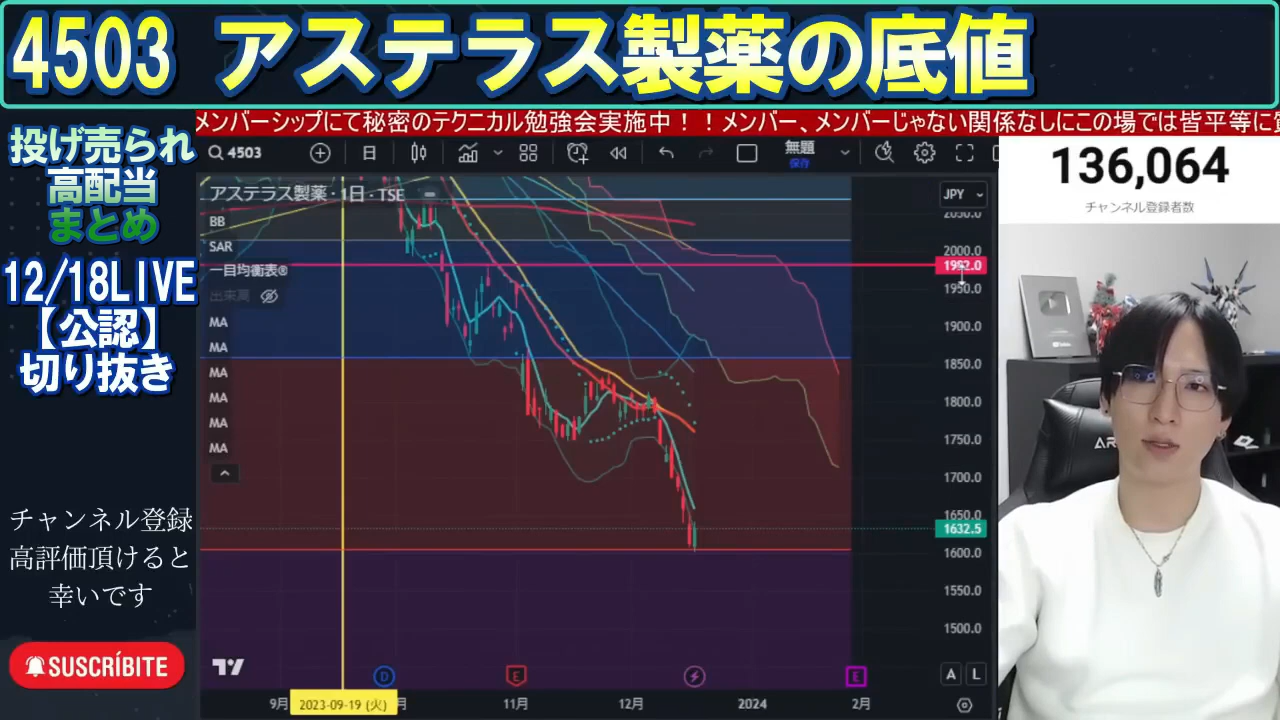 4503 アステラス製薬の底値
投げ売られ
高配当
まとめ
12/18LIVE
【公認】
切り抜き
チャンネル登録
高評価頂けると
幸いです
SUSCRÍBITE
メンバーシップにて秘密のテクニカル勉強会実施中！！メンバー、メンバーじゃない関係なしにこの場では皆平等に
4503
日
無題
保存
アステラス製薬・1日・TSE
BB
SAR
一目均衡表
出来高
MA
MA
MA
MA
MA
MA
JPY
2050.0
2000.0
1982.0
1950.0
1900.0
1850.0
1800.0
1750.0
1700.0
1650.0
1632.5
1600.0
1550.0
1500.0
D
E
E
A L
9月
2023-09-19 (火)
月
11月
12月
2024
2月
136,064
チャンネル登録者数
AR